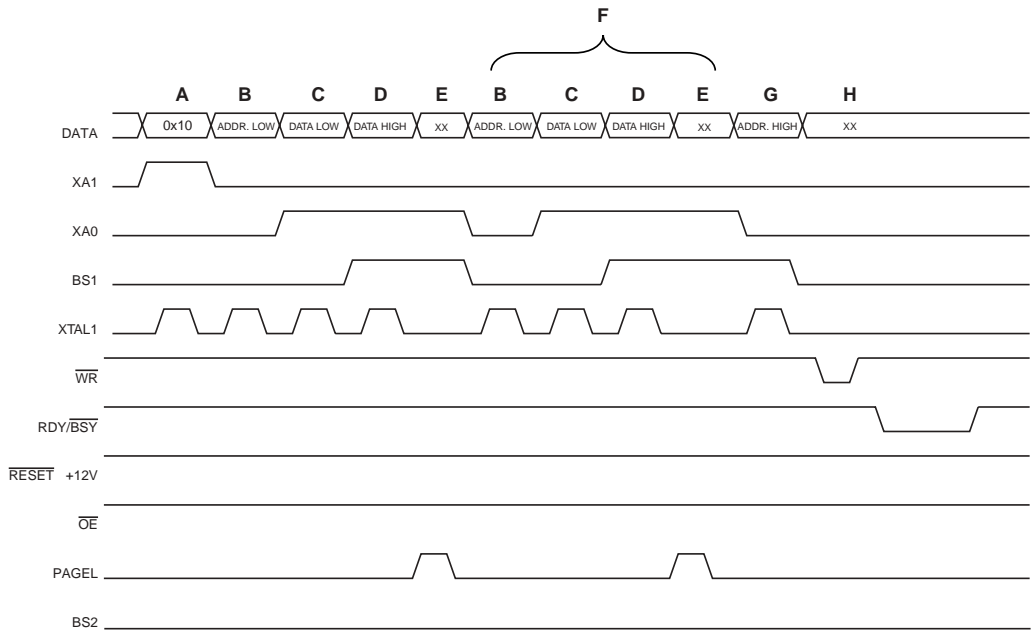 F
A B C D E B C D E G H
DATA 0x10 ADDR. LOW DATA LOW DATA HIGH XX ADDR. LOW DATA LOW DATA HIGH XX ADDR. HIGH XX
XA1
XA0
BS1
XTAL1
WR
RDY/BSY
RESET +12V
OE
PAGEL
BS2